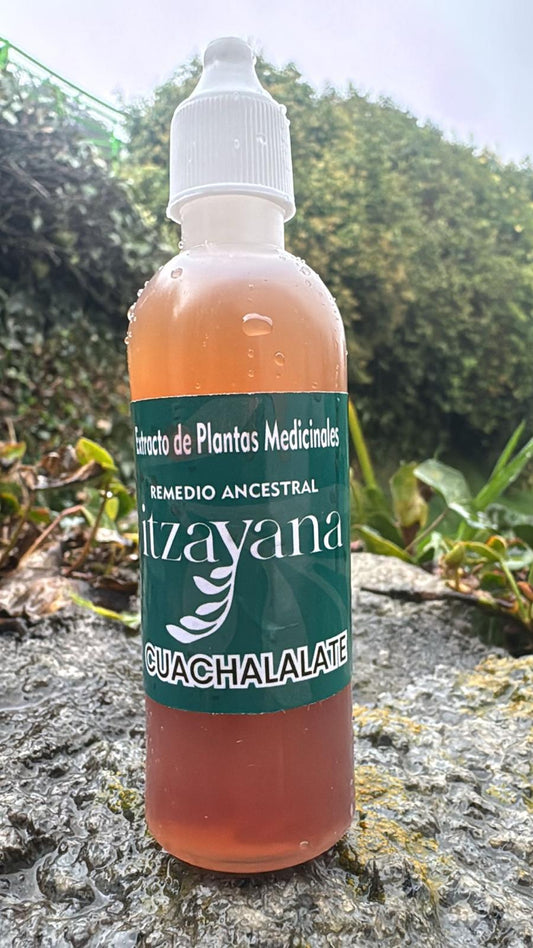 Extracto de Plantas Medicinales
REMEDIO ANCESTRAL
itzayana
CUACHALALATE